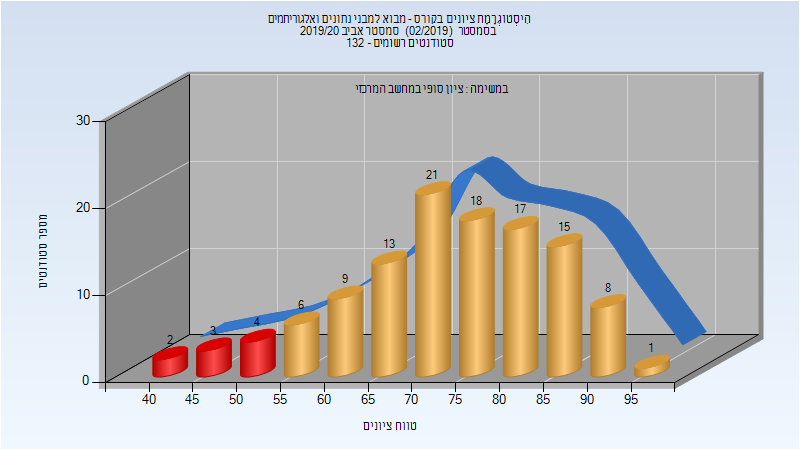 הִיסְטוֹגְרַמַת ציונים בקורס - מבוא למבני נתונים ואלגוריתמים
בסמסטר (02/2019) סמסטר אביב 2019/20
סטודנטים רשומים - 132
במשימה : ציון סופי במחשב המרכזי
30
20
10
0
מספר סטודנטים
2
3
4
6
9
13
21
18
17
15
8
1
40 45 50 55 60 65 70 75 80 85 90 95
טווח ציונים